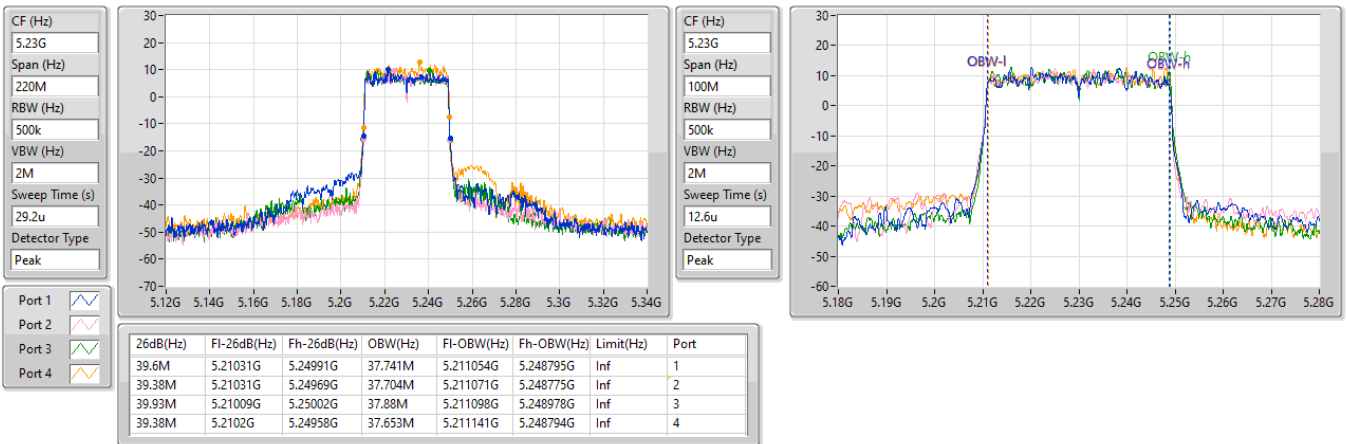 CF (Hz)
5.23G
Span (Hz)
220M
RBW (Hz)
500k
VBW (Hz)
2M
Sweep Time (s)
29.2u
Detector Type
Peak
30
20
10
0
-10
-20
-30
-40
-50
-60
-70
5.12G 5.14G 5.16G 5.18G 5.2G 5.22G 5.24G 5.26G 5.28G 5.3G 5.32G 5.34G
CF (Hz)
5.23G
Span (Hz)
100M
RBW (Hz)
500k
VBW (Hz)
2M
Sweep Time (s)
12.6u
Detector Type
Peak
30
20
10
0
-10
-20
-30
-40
-50
-60
OBW-l
OBW-h
OBW-h
5.18G 5.19G 5.2G 5.21G 5.22G 5.23G 5.24G 5.25G 5.26G 5.27G 5.28G
Port 1
Port 2
Port 3
Port 4
26dB(Hz) Fl-26dB(Hz) Fh-26dB(Hz) OBW(Hz) Fl-OBW(Hz) Fh-OBW(Hz) Limit(Hz) Port
39.6M 5.21031G 5.24991G 37.741M 5.211054G 5.248795G Inf 1
39.38M 5.21031G 5.24969G 37.704M 5.211071G 5.248775G Inf 2
39.93M 5.21009G 5.25002G 37.88M 5.211098G 5.248978G Inf 3
39.38M 5.2102G 5.24958G 37.653M 5.211141G 5.248794G Inf 4